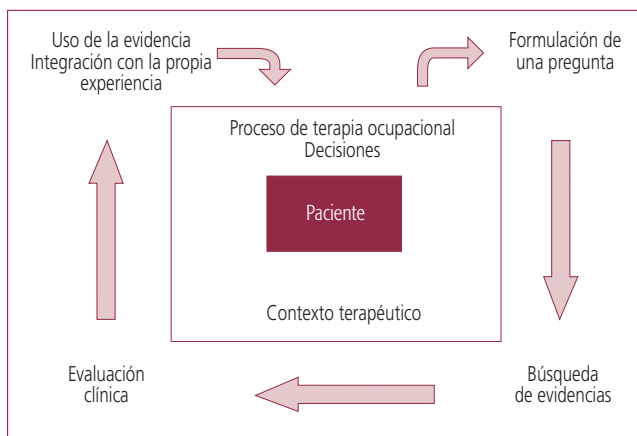 Uso de la evidencia
Integración con la propia
experiencia
Formulación de
una pregunta
Proceso de terapia ocupacional
Decisiones
Paciente
Contexto terapéutico
Evaluación
clínica
Búsqueda
de evidencias